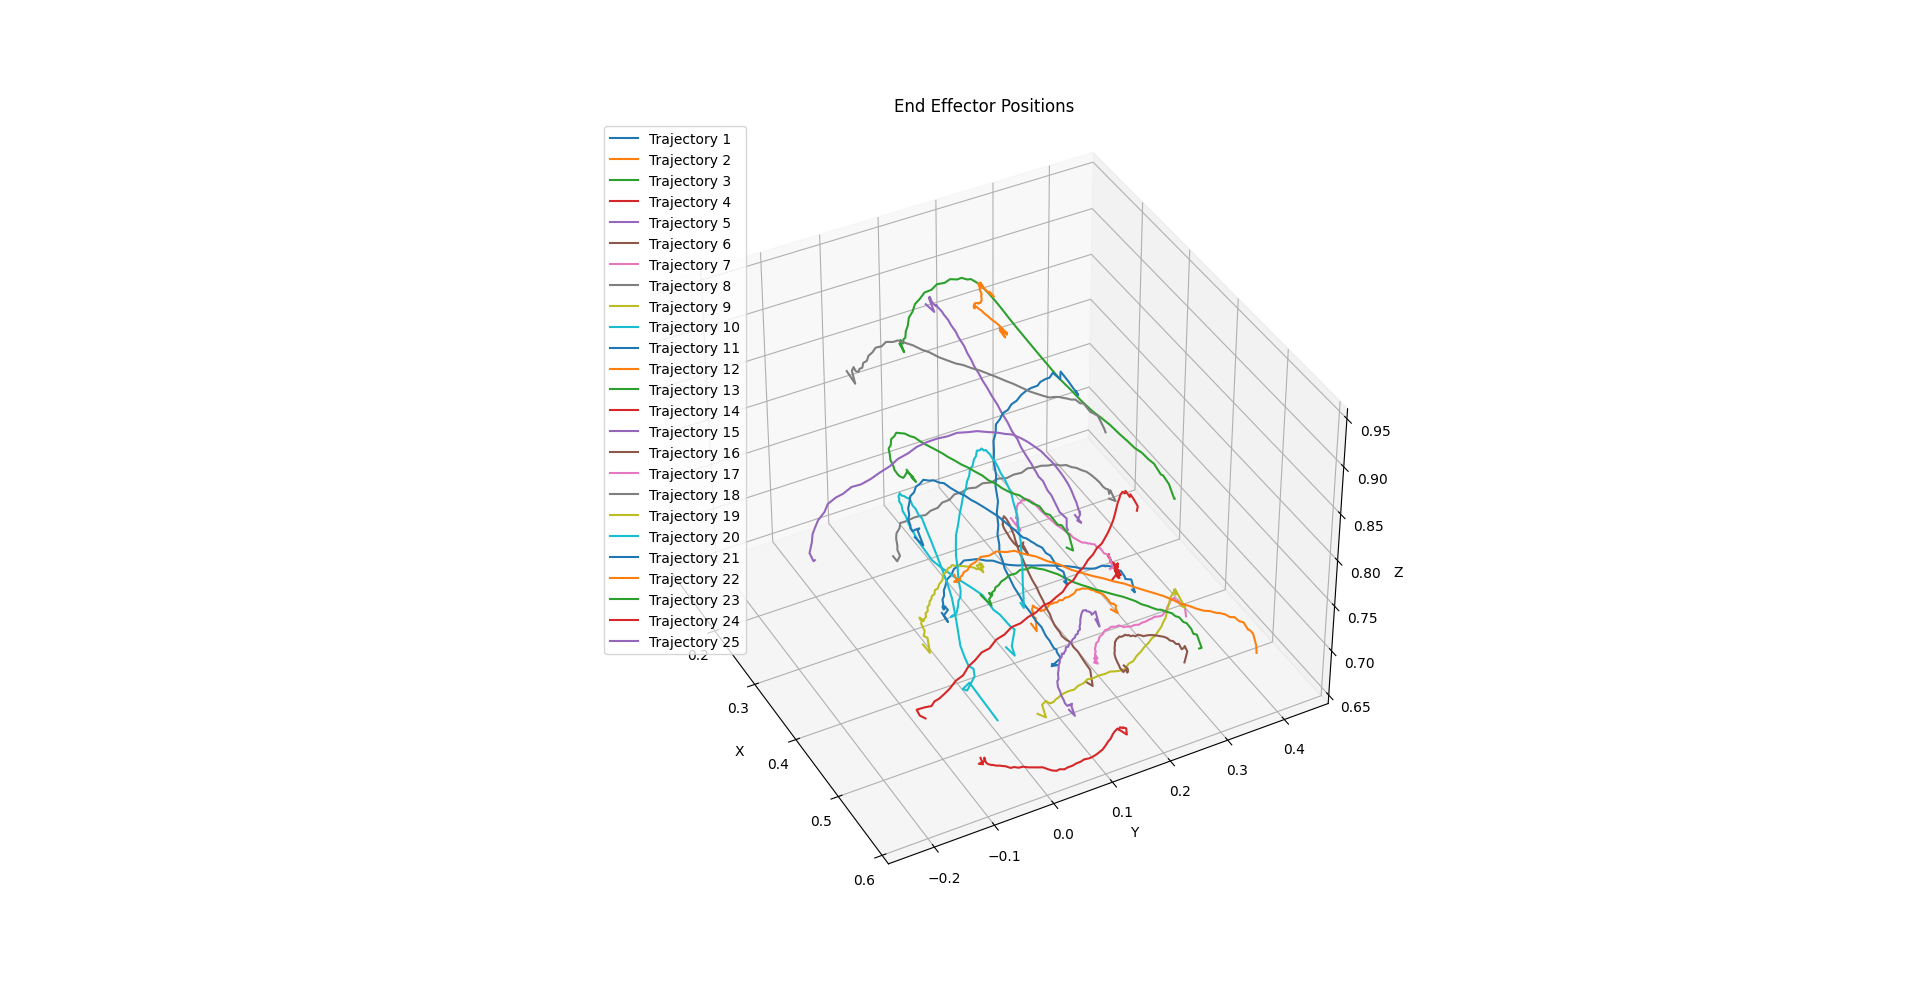 End Effector Positions
Trajectory 1
Trajectory 2
Trajectory 3
Trajectory 4
Trajectory 5
Trajectory 6
Trajectory 7
Trajectory 8
Trajectory 9
Trajectory 10
Trajectory 11
Trajectory 12
Trajectory 13
Trajectory 14
Trajectory 15
Trajectory 16
Trajectory 17
Trajectory 18
Trajectory 19
Trajectory 20
Trajectory 21
Trajectory 22
Trajectory 23
Trajectory 24
Trajectory 25
0.2
0.3
0.4
0.5
0.6
X
−0.2
−0.1
0.0
0.1
0.2
0.3
0.4
Y
0.95
0.90
0.85
0.80
0.75
0.70
0.65
Z